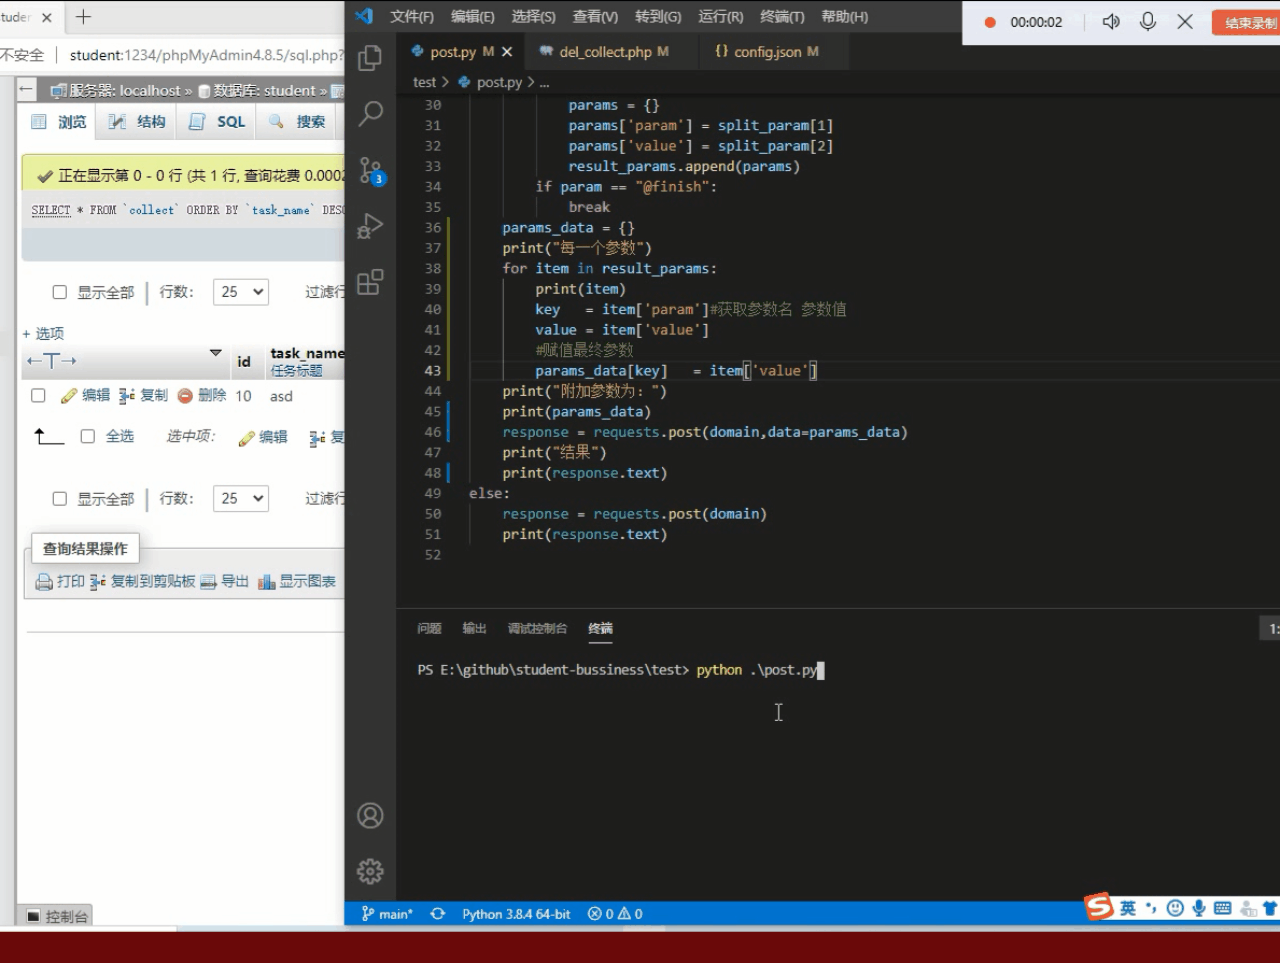 tuder × +
不安全 | student:1234/phpMyAdmin4.8.5/sql.php?
服务器: localhost » 数据库: student »
浏览 结构 SQL 搜索
正在显示第 0 - 0 行 (共 1 行, 查询花费 0.0002
SELECT * FROM `collect` ORDER BY `task_name` DESC
显示全部 | 行数: 25 过滤行
+ 选项
←T→ id task_name
任务标题
编辑 复制 删除 10 asd
全选 选中项: 编辑 复
显示全部 | 行数: 25 过滤行
查询结果操作
打印 复制到剪贴板 导出 显示图表
控制台
文件(F) 编辑(E) 选择(S) 查看(V) 转到(G) 运行(R) 终端(T) 帮助(H)
00:00:02 结束录制
post.py M × del_collect.php M {} config.json M
test > post.py > ...
3
30 params = {}
31 params['param'] = split_param[1]
32 params['value'] = split_param[2]
33 result_params.append(params)
34 if param == "@finish":
35 break
36 params_data = {}
37 print("每一个参数")
38 for item in result_params:
39 print(item)
40 key   = item['param']#获取参数名 参数值
41 value = item['value']
42 #赋值最终参数
43 params_data[key]   = item['value']
44 print("附加参数为：")
45 print(params_data)
46 response = requests.post(domain,data=params_data)
47 print("结果")
48 print(response.text)
49 else:
50 response = requests.post(domain)
51 print(response.text)
52
问题 输出 调试控制台 终端 1:
PS E:\github\student-bussiness\test> python .\post.py
main* Python 3.8.4 64-bit 0 0
S 英